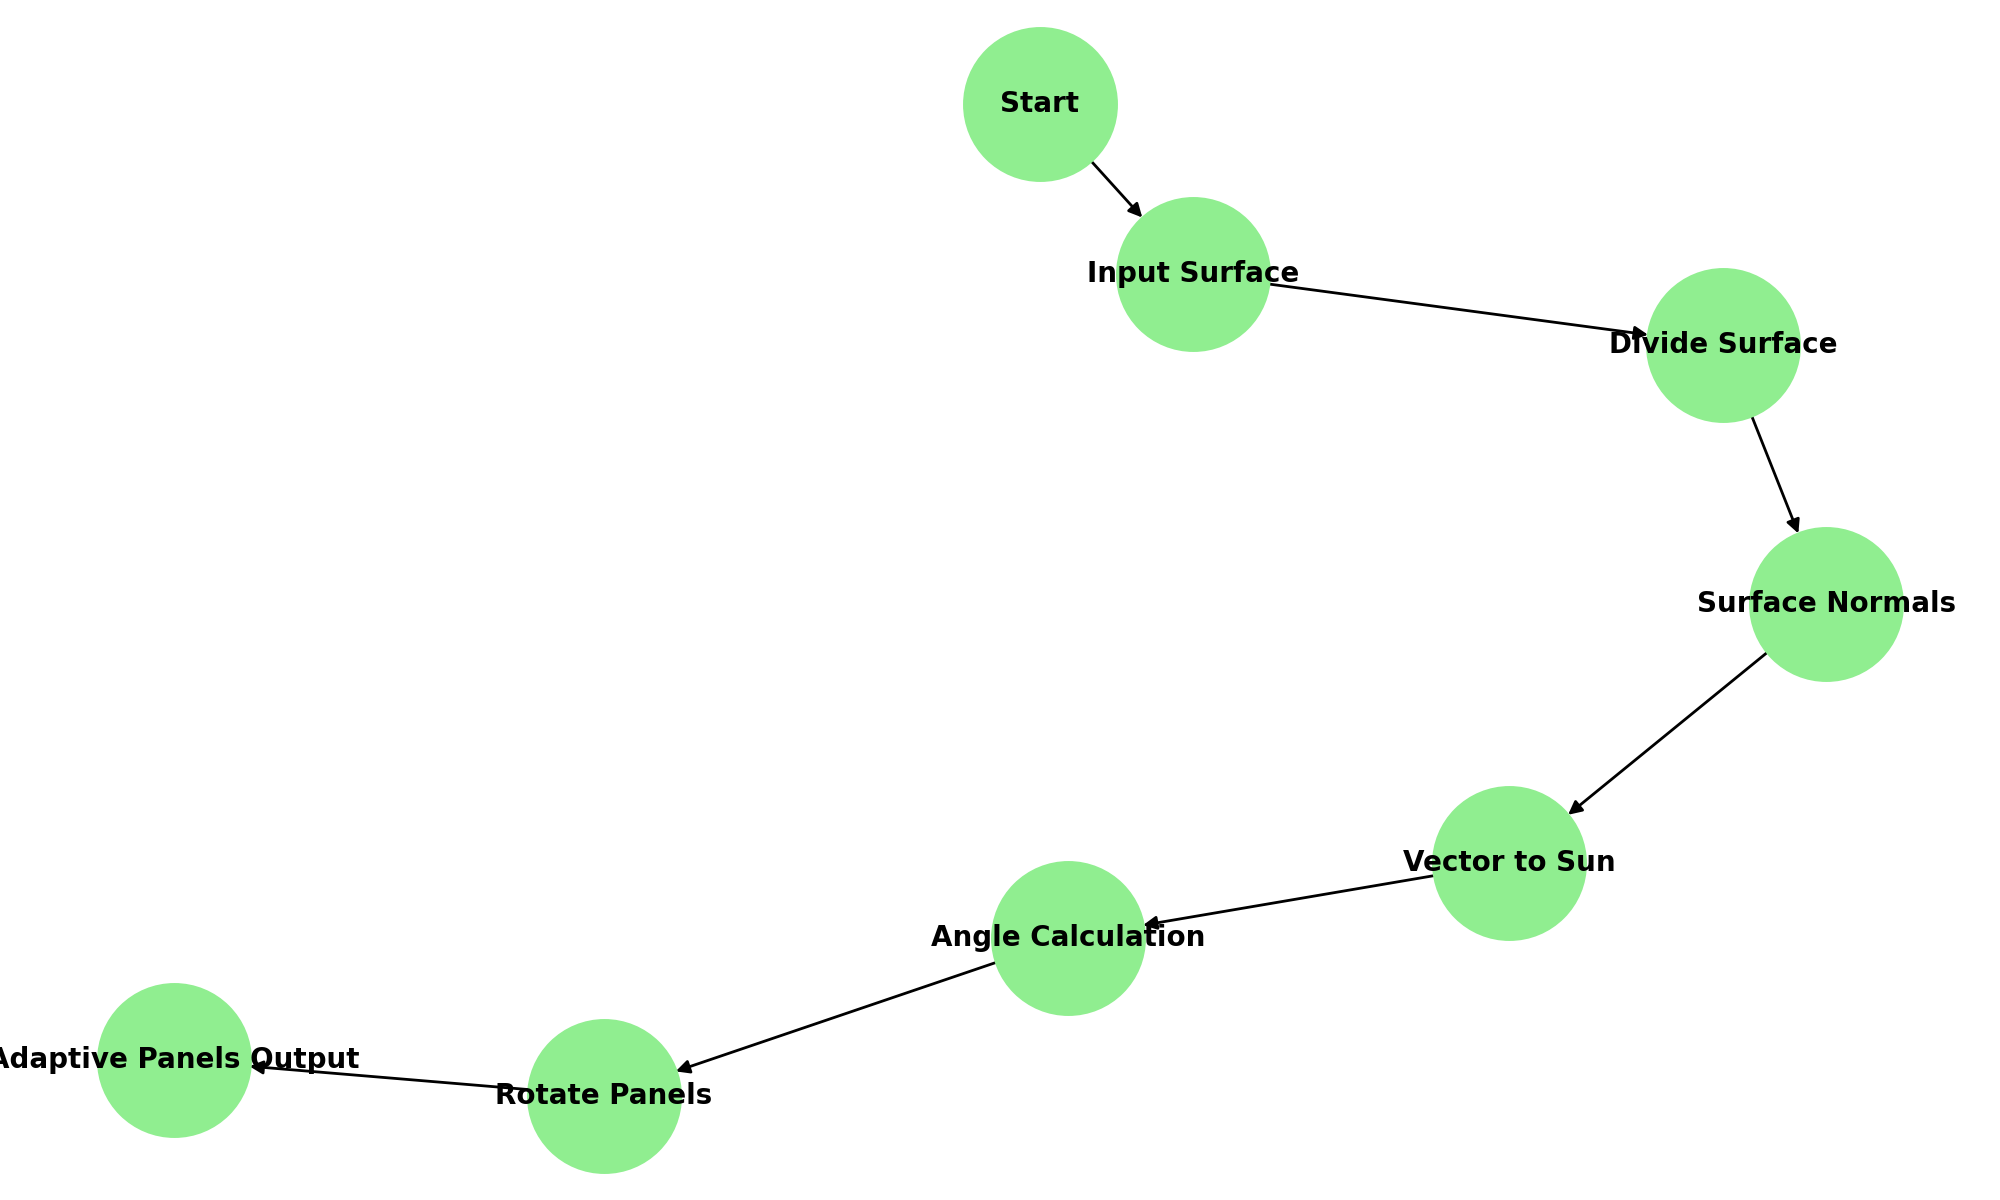 Start
Input Surface
Divide Surface
Surface Normals
Vector to Sun
Angle Calculation
Rotate Panels
Adaptive Panels Output